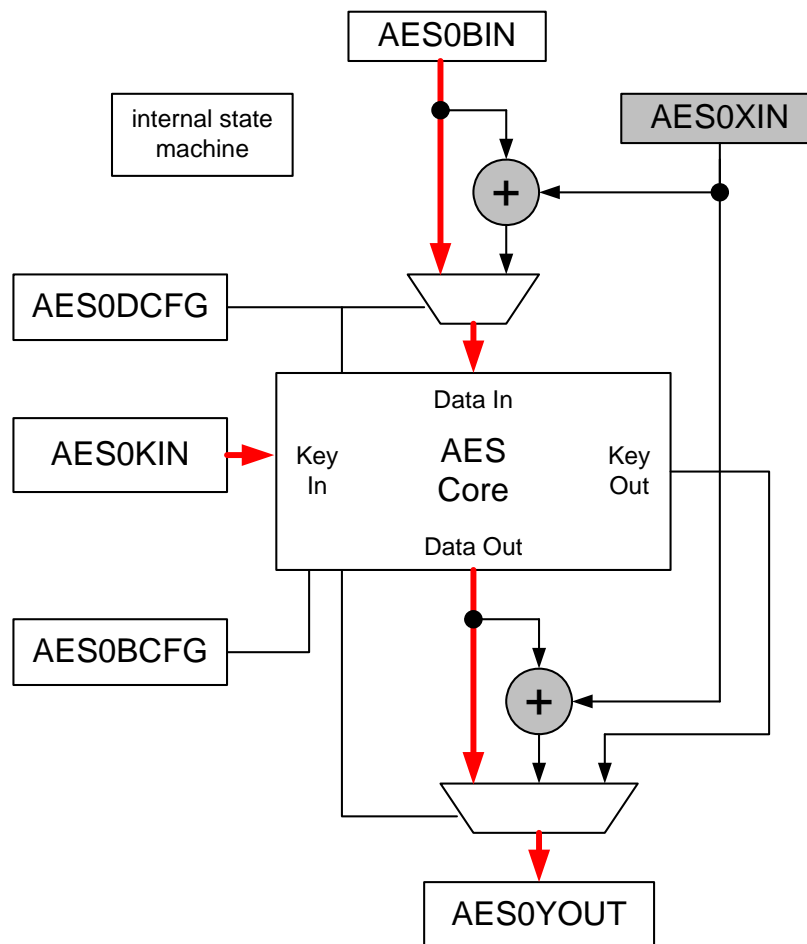 AES0BIN
internal state
machine
AES0XIN
+
AES0DCFG
Data In
AES0KIN
Key
In
AES
Core
Key
Out
Data Out
AES0BCFG
+
AES0YOUT